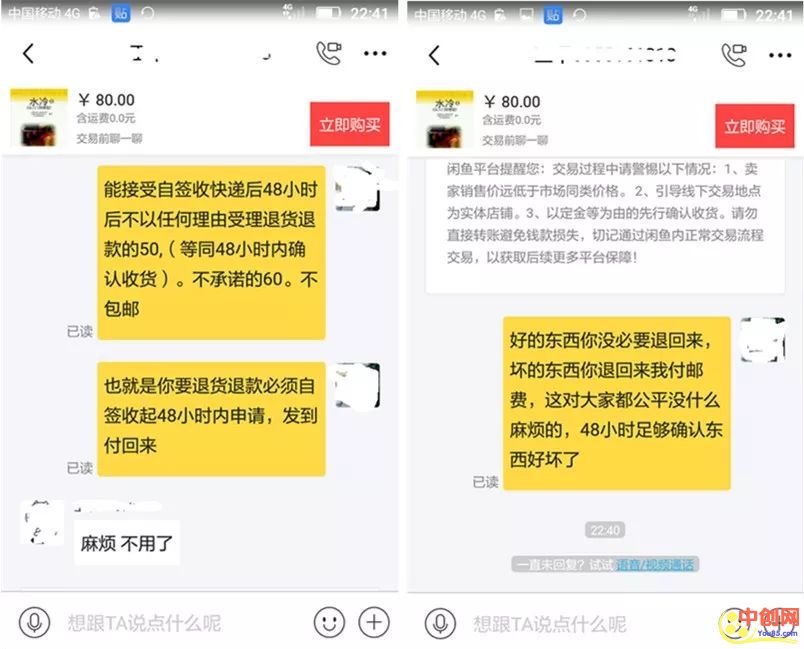 中国移动 4G
贴
4G
22:41
水冷
¥ 80.00
含运费0.0元
交易前聊一聊
立即购买
能接受自签收快递后48小时
后不以任何理由受理退货退
款的50,（等同48小时内确
认收货）。不承诺的60。不
包邮
已读
也就是你要退货退款必须自
签收起48小时内申请，发到
付回来
已读
麻烦 不用了
想跟TA说点什么呢
中国移动 4G
贴
4G
22:41
水冷
¥ 80.00
含运费0.0元
交易前聊一聊
立即购买
闲鱼平台提醒您：交易过程中请警惕以下情况：1、卖
家销售价远低于市场同类价格。2、引导线下交易地点
为实体店铺。3、以定金等为由的先行确认收货。请勿
直接转账避免钱款损失，切记通过闲鱼内正常交易流程
交易，以获取后续更多平台保障！
好的东西你没必要退回来，
坏的东西你退回来我付邮
费，这对大家都公平没什么
麻烦的，48小时足够确认东
西好坏了
已读
22:40
一直未回复？试试 语音/视频通话
想跟TA说点什么呢
中创网
You85.com